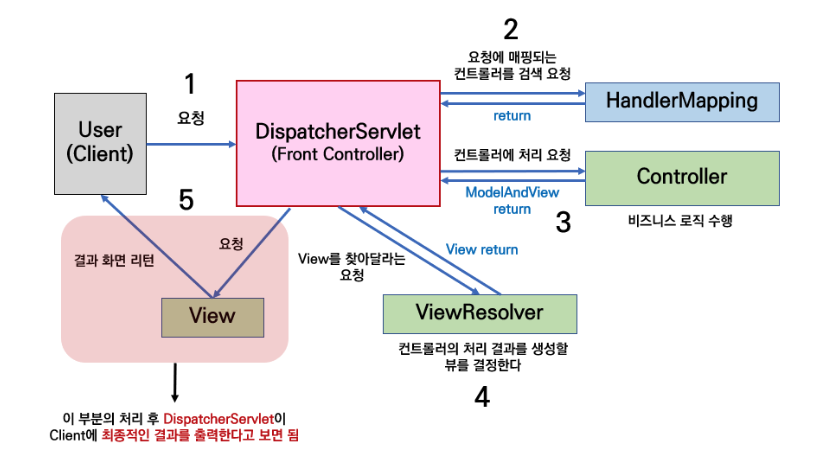 1
요청
User
(Client)
DispatcherServlet
(Front Controller)
2
요청에 매핑되는
컨트롤러를 검색 요청
return
HandlerMapping
컨트롤러에 처리 요청
ModelAndView
return
3
Controller
비즈니스 로직 수행
View를 찾아달라는
요청
View return
ViewResolver
컨트롤러의 처리 결과를 생성할
뷰를 결정한다
4
5
요청
결과 화면 리턴
View
이 부분의 처리 후 DispatcherServlet이
Client에 최종적인 결과를 출력한다고 보면 됨